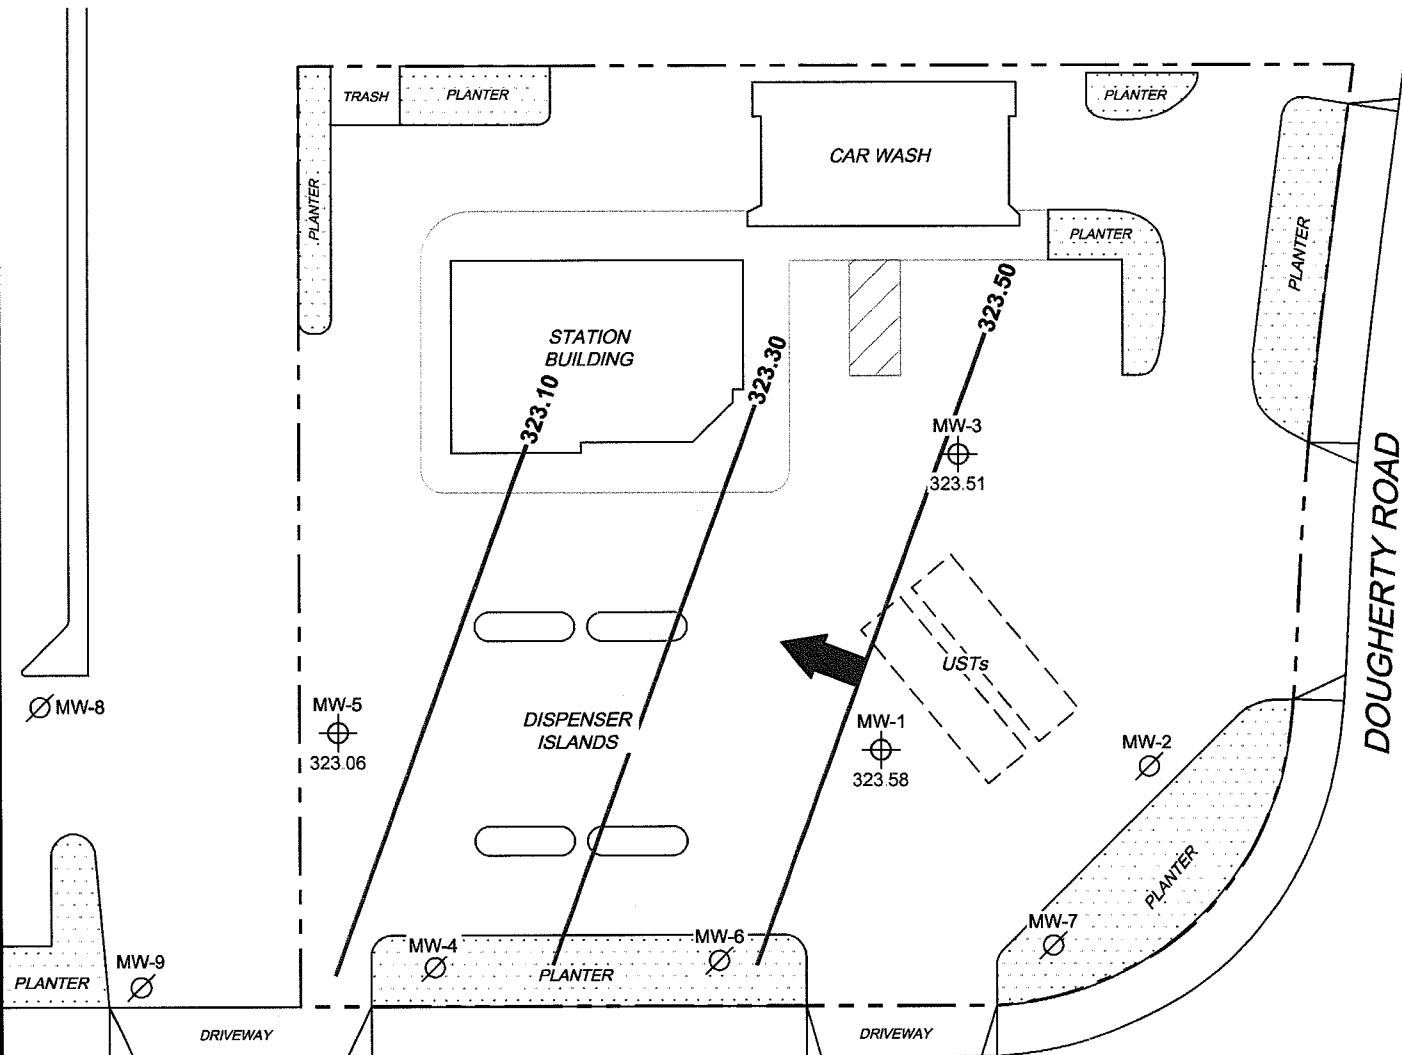 TRASH
PLANTER
PLANTER
CAR WASH
PLANTER
PLANTER
PLANTER
PLANTER
STATION
BUILDING
323.10
323.30
323.50
MW-3
323.51
DOUGHERTY ROAD
USTs
MW-8
MW-5
323.06
DISPENSER
ISLANDS
MW-1
323.58
MW-2
PLANTER
MW-7
MW-4
MW-6
PLANTER
MW-9
PLANTER
DRIVEWAY
DRIVEWAY